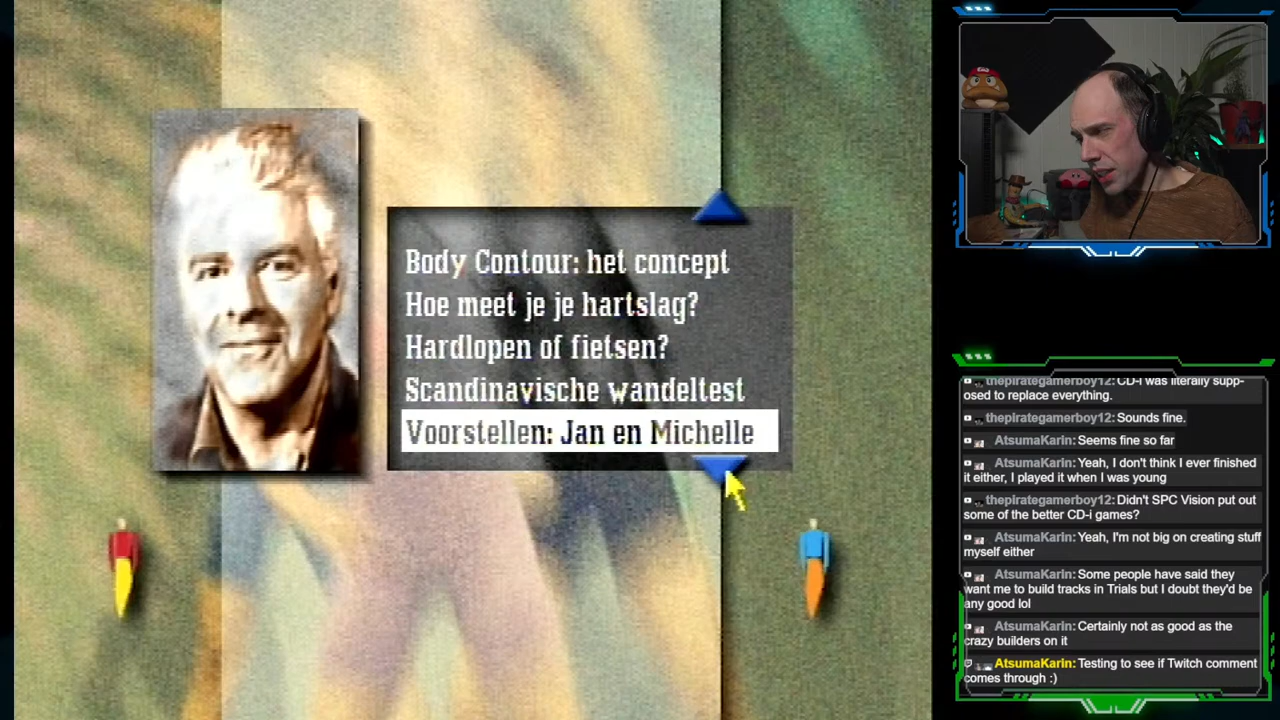 Body Contour: het concept
Hoe meet je je hartslag?
Hardlopen of fietsen?
Scandinavische wandeltest
Voorstellen: Jan en Michelle
thepirategamerboy12: CD-i was literally supp-
osed to replace everything.
thepirategamerboy12: Sounds fine.
AtsumaKarin: Seems fine so far
AtsumaKarin: Yeah, I don't think I ever finished
it either, I played it when I was young
thepirategamerboy12: Didn't SPC Vision put out
some of the better CD-i games?
AtsumaKarin: Yeah, I'm not big on creating stuff
myself either
AtsumaKarin: Some people have said they
want me to build tracks in Trials but I doubt they'd be
any good lol
AtsumaKarin: Certainly not as good as the
crazy builders on it
AtsumaKarin: Testing to see if Twitch comment
comes through :)